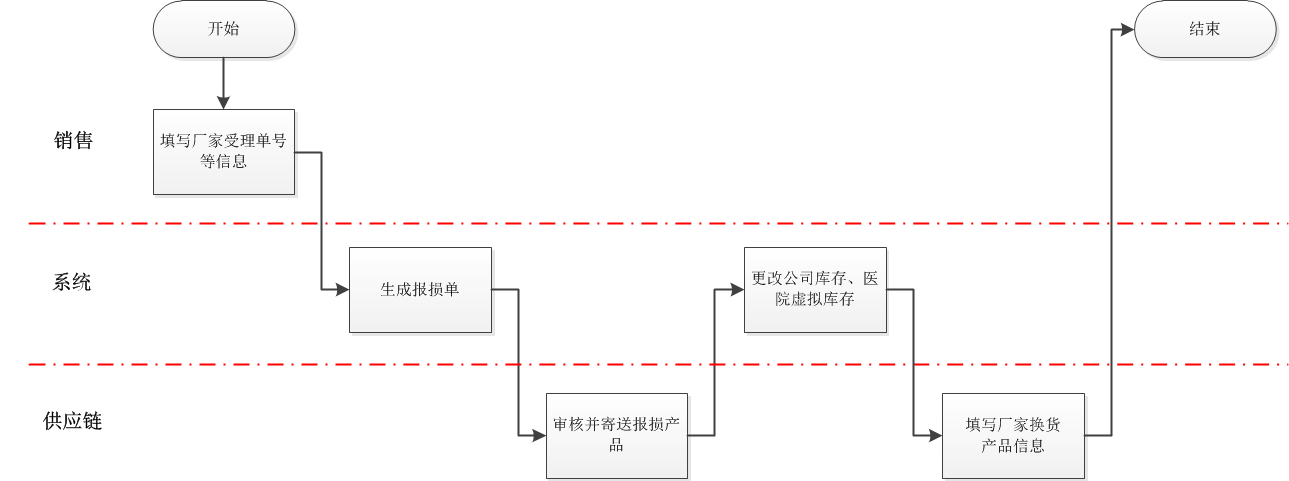 开始
结束
销售
填写厂家受理单号
等信息
系统
生成报损单
更改公司库存、医
院虚拟库存
供应链
审核并寄送报损产
品
填写厂家换货
产品信息